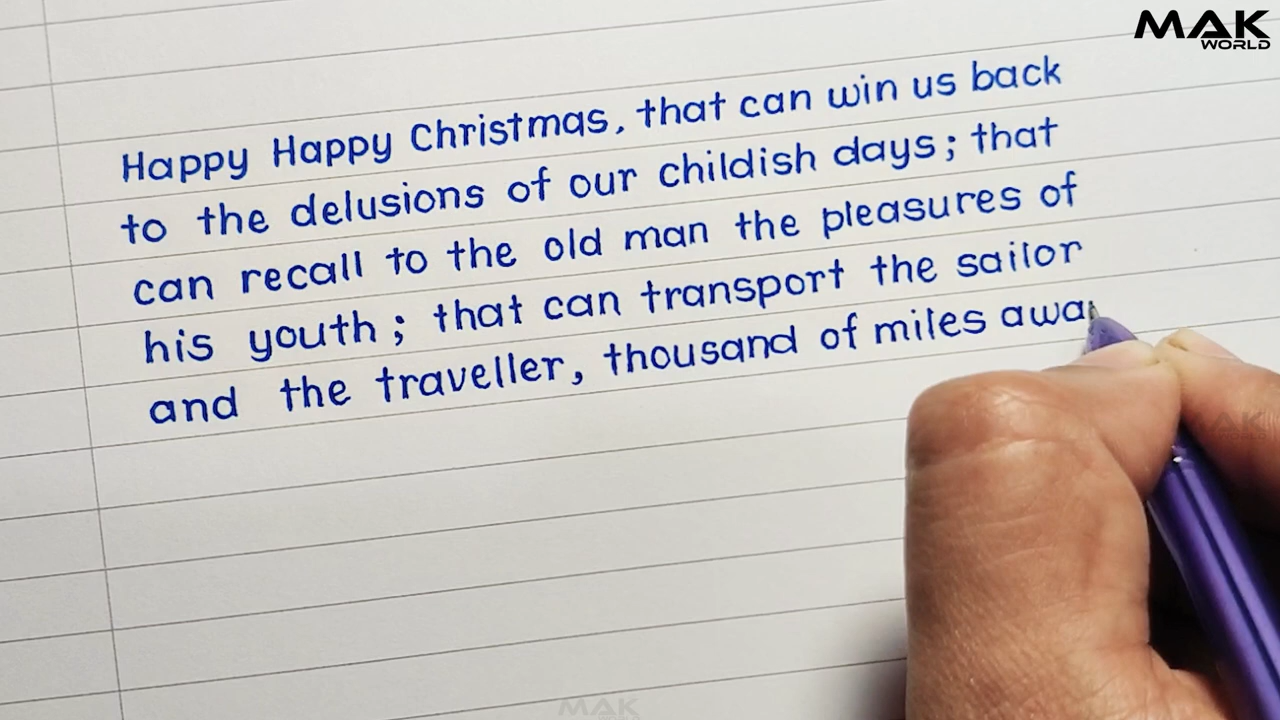 MAK
WORLD
Happy Happy Christmas, that can win us back
to the delusions of our childish days; that
can recall to the old man the pleasures of
his youth; that can transport the sailor
and the traveller, thousand of miles awa
MAK
MAK